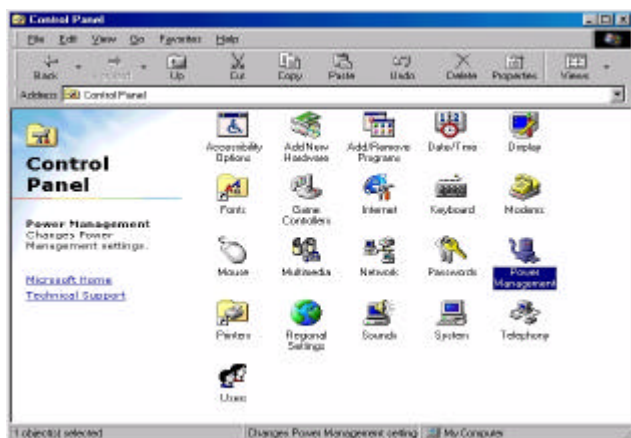 Control Panel
File Edit View Go Favorites Help
Back Forward Up Cut Copy Paste Undo Delete Properties Views
Address Control Panel
Control
Panel
Power Management
Changes Power
Management settings.
Microsoft Home
Technical Support
Accessibility
Options
Add New
Hardware
Add/Remove
Programs
Date/Time
Display
Fonts
Game
Controllers
Internet
Keyboard
Modems
Mouse
Multimedia
Network
Passwords
Power
Management
Printers
Regional
Settings
Sounds
System
Telephony
Users
1 object(s) selected Changes Power Management setting My Computer